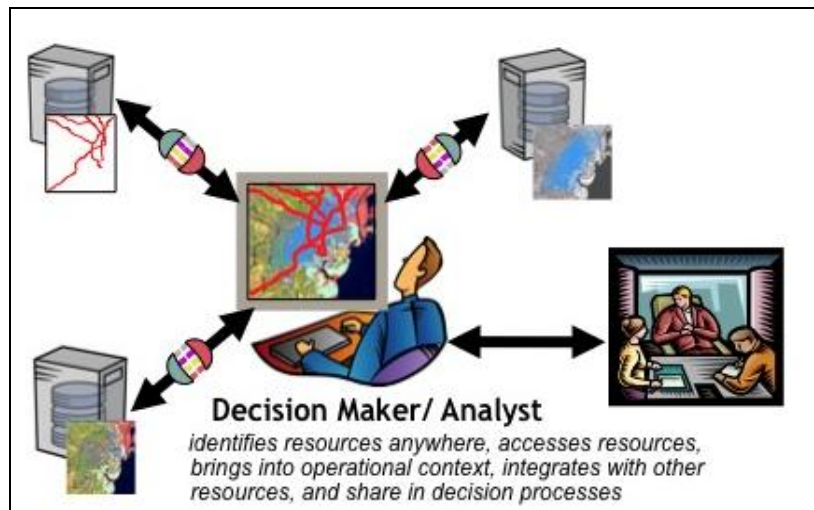 Decision Maker/ Analyst
identifies resources anywhere, accesses resources,
brings into operational context, integrates with other
resources, and share in decision processes